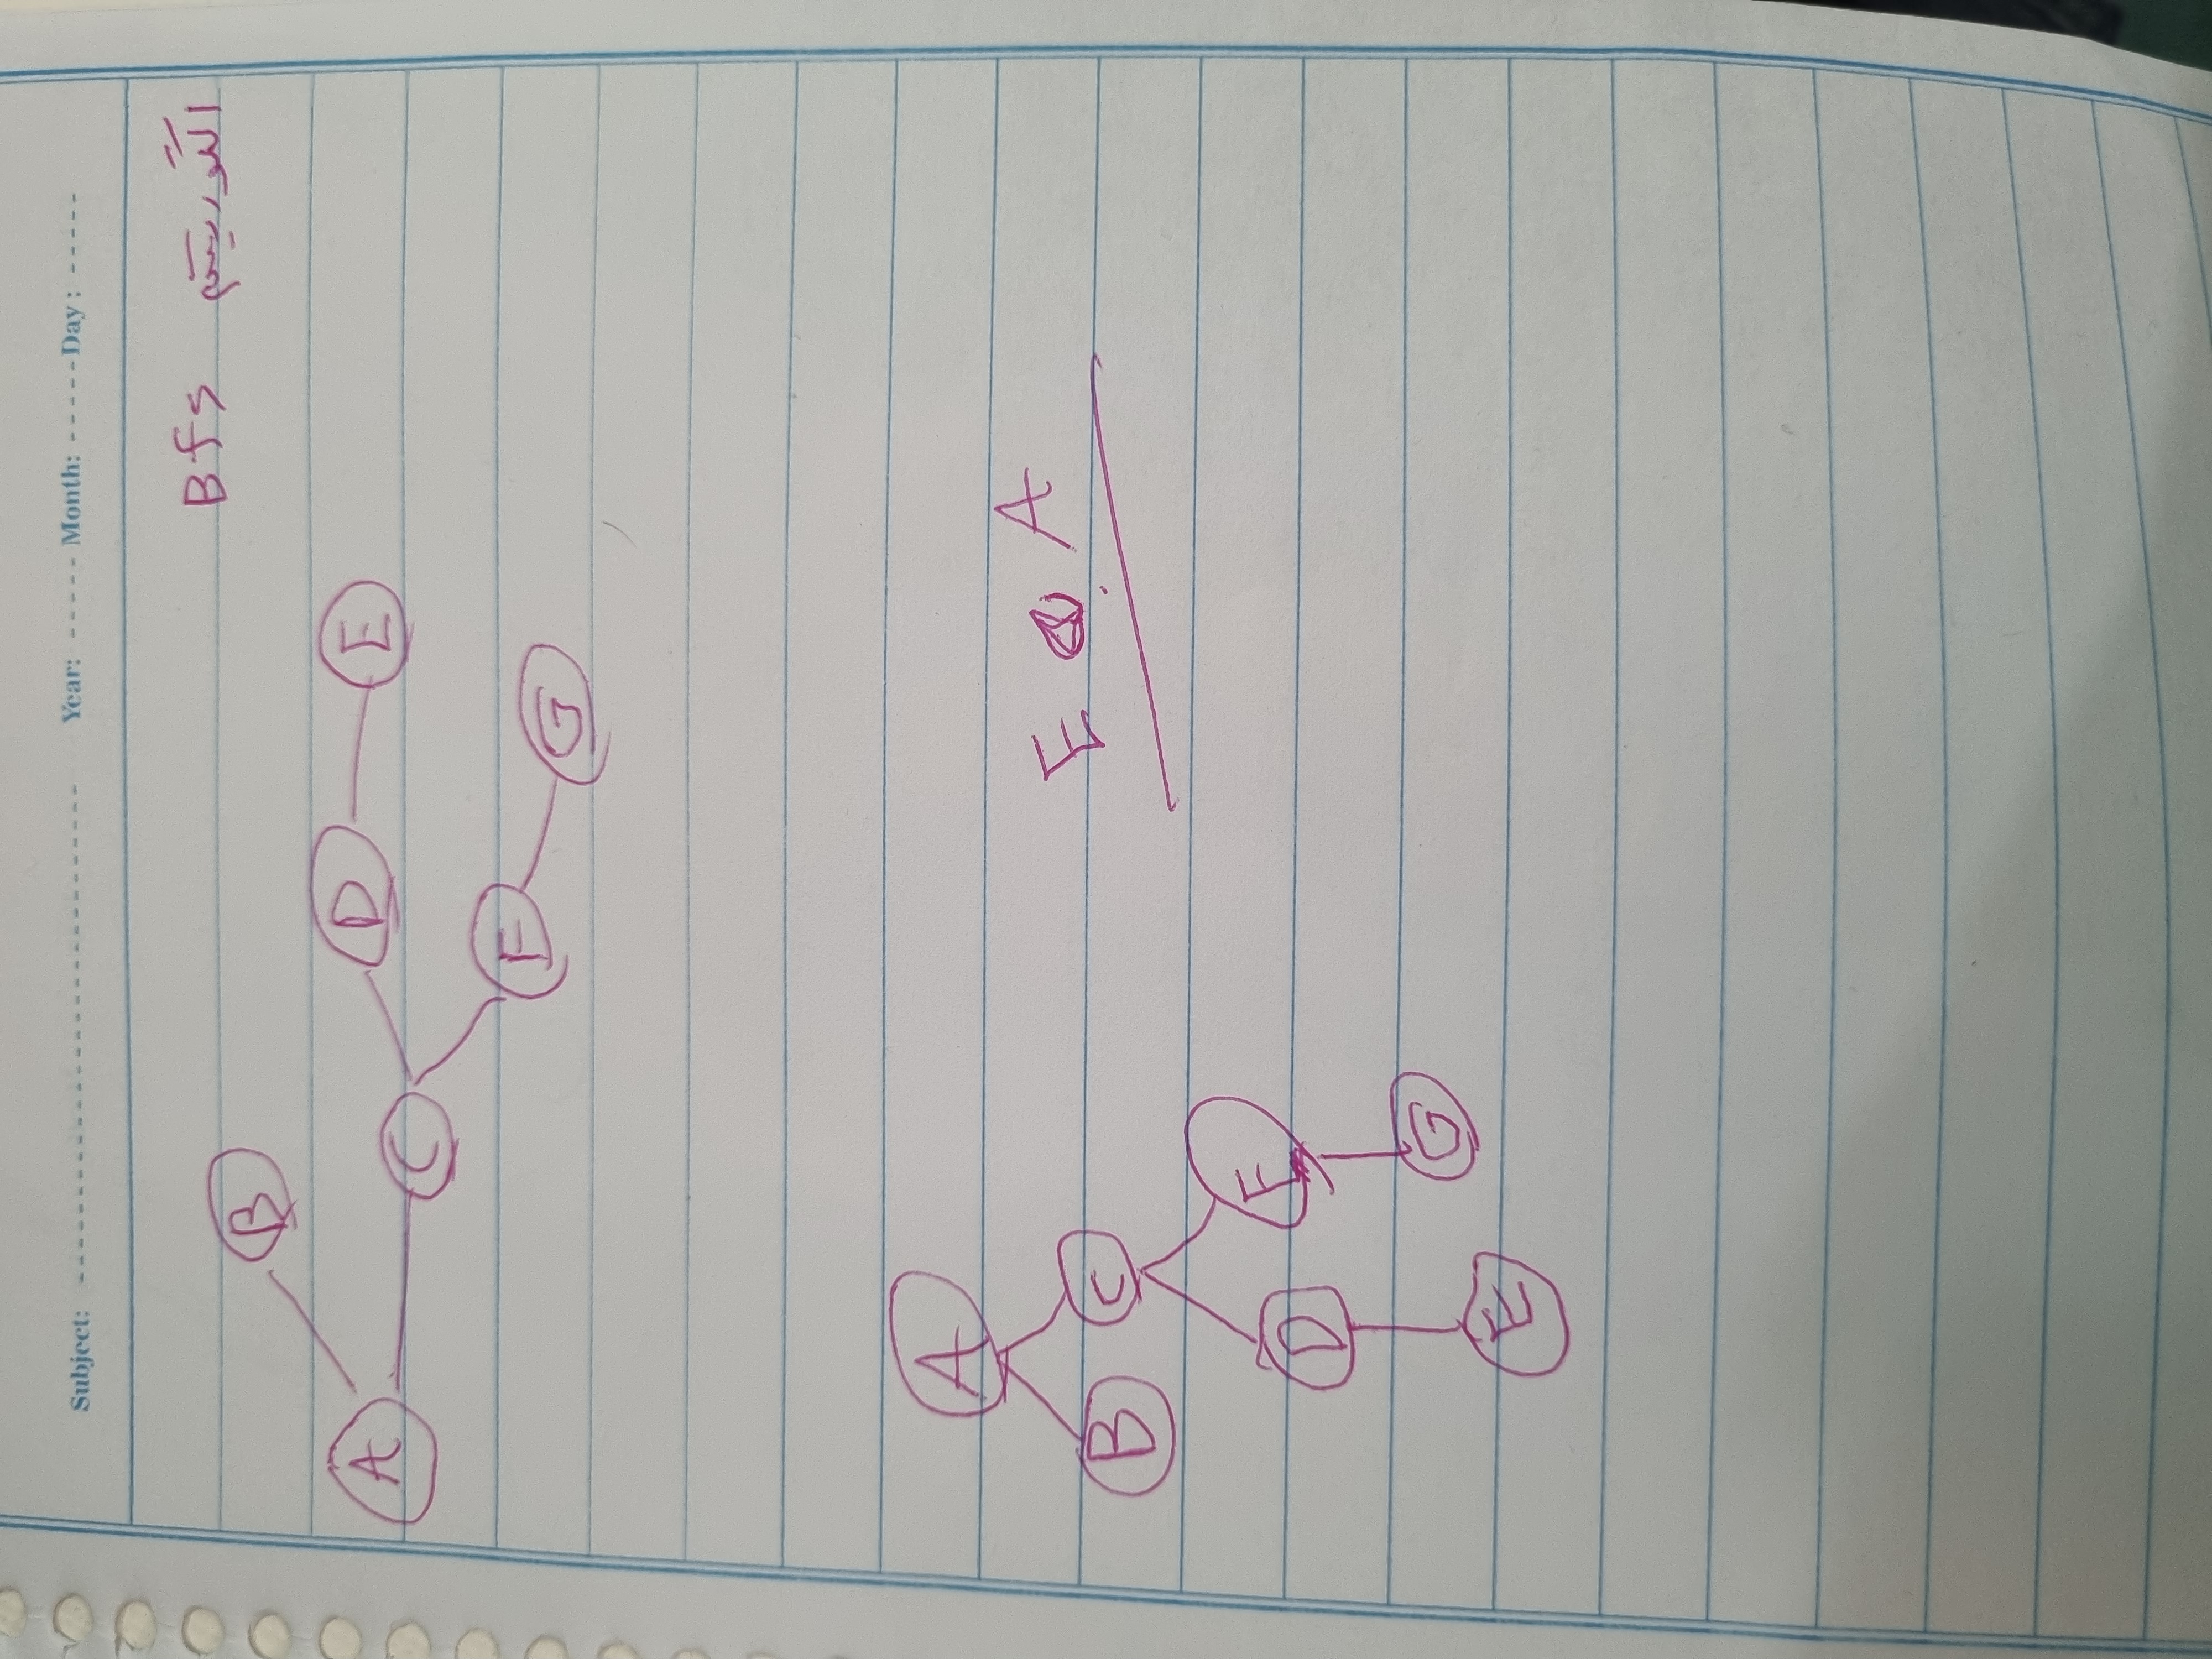 Subject: Year: Month: Day:
الگوریتم Bfs
B
A C D E
F G
A
B C
D F
G
E
E A